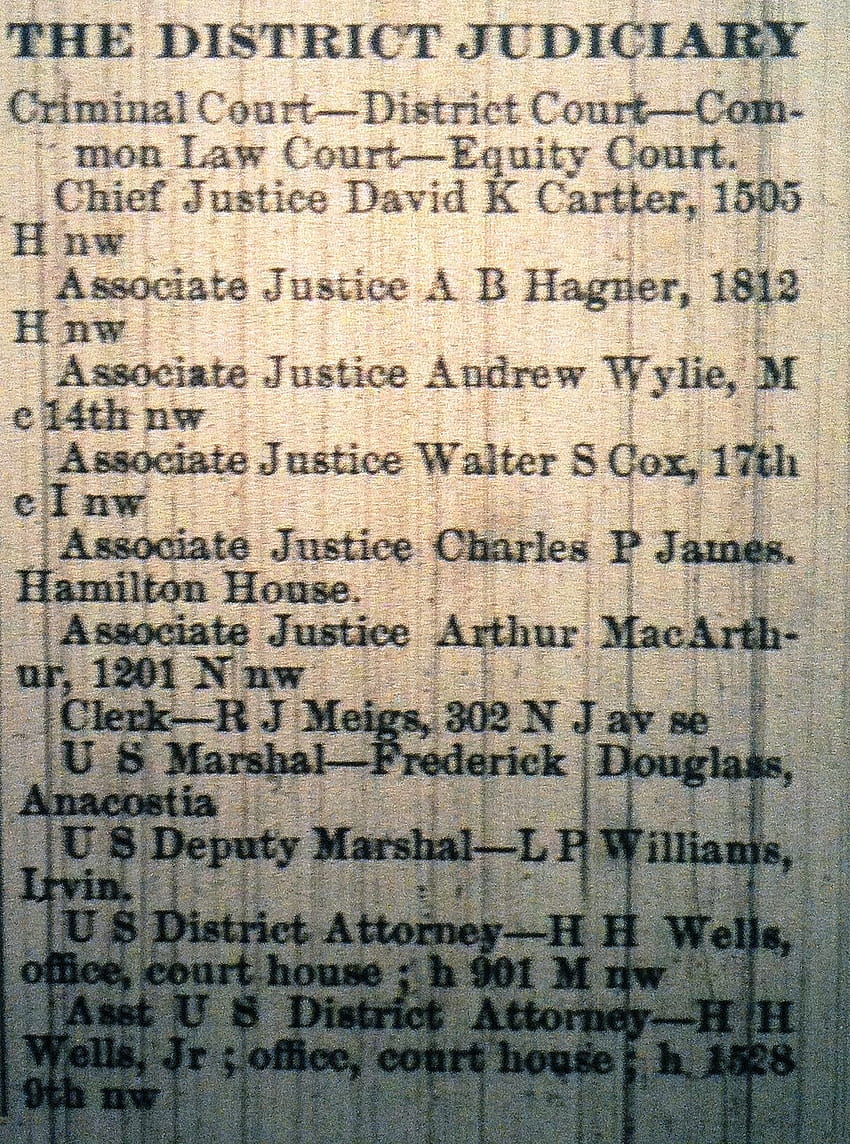 THE DISTRICT JUDICIARY
Criminal Court—District Court—Com-
mon Law Court—Equity Court.
Chief Justice David K Cartter, 1505
H nw
Associate Justice A B Hagner, 1812
H nw
Associate Justice Andrew Wylie, M
c 14th nw
Associate Justice Walter S Cox, 17th
c I nw
Associate Justice Charles P James.
Hamilton House.
Associate Justice Arthur MacArth-
ur, 1201 N nw
Clerk—R J Meigs, 302 N J av se
U S Marshal—Frederick Douglass,
Anacostia
U S Deputy Marshal—L P Williams,
Irvin.
U S District Attorney—H H Wells,
office, court house ; h 901 M nw
Asst U S District Attorney—H H
Wells, Jr ; office, court house ; h 1528
9th nw